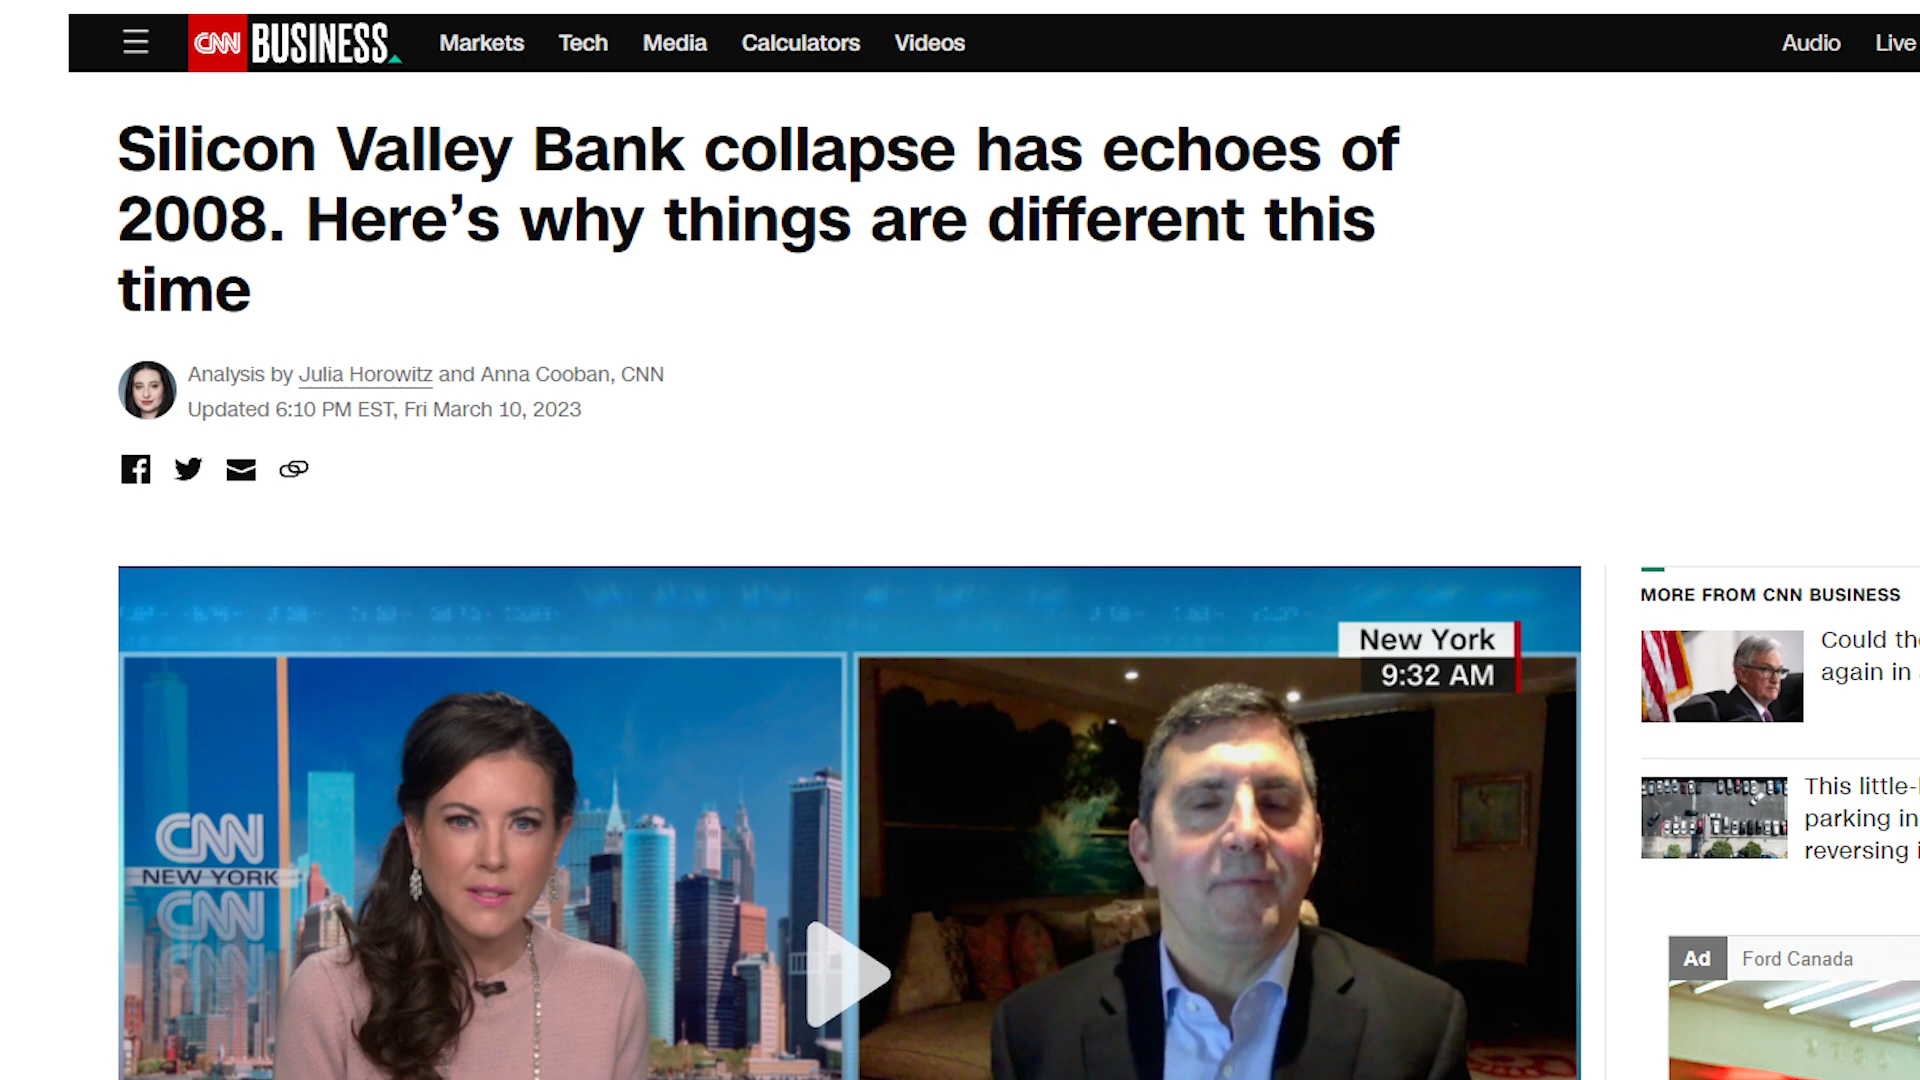 CNN BUSINESS Markets Tech Media Calculators Videos Audio Live
Silicon Valley Bank collapse has echoes of
2008. Here’s why things are different this
time
Analysis by Julia Horowitz and Anna Cooban, CNN
Updated 6:10 PM EST, Fri March 10, 2023
New York
9:32 AM
CNN
NEW YORK
CNN
CNN
MORE FROM CNN BUSINESS
Could the
again in
This little-
parking in
reversing
Ad Ford Canada